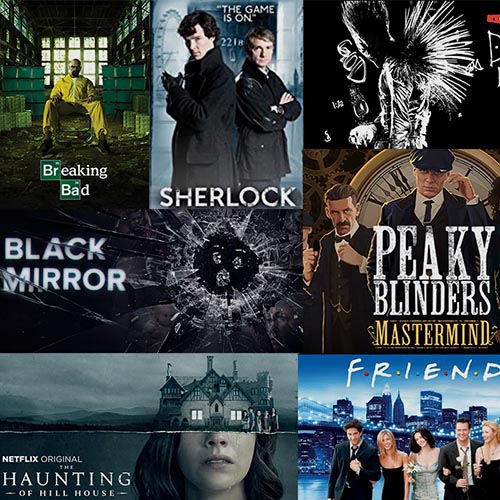 Breaking
Bad
"THE GAME
IS ON."
221B
SHERLOCK
BLACK
MIRROR
PEAKY
BLINDERS
MASTERMIND
NETFLIX ORIGINAL
THE
HAUNTING
OF HILL HOUSE
F.R.I.E.N.D